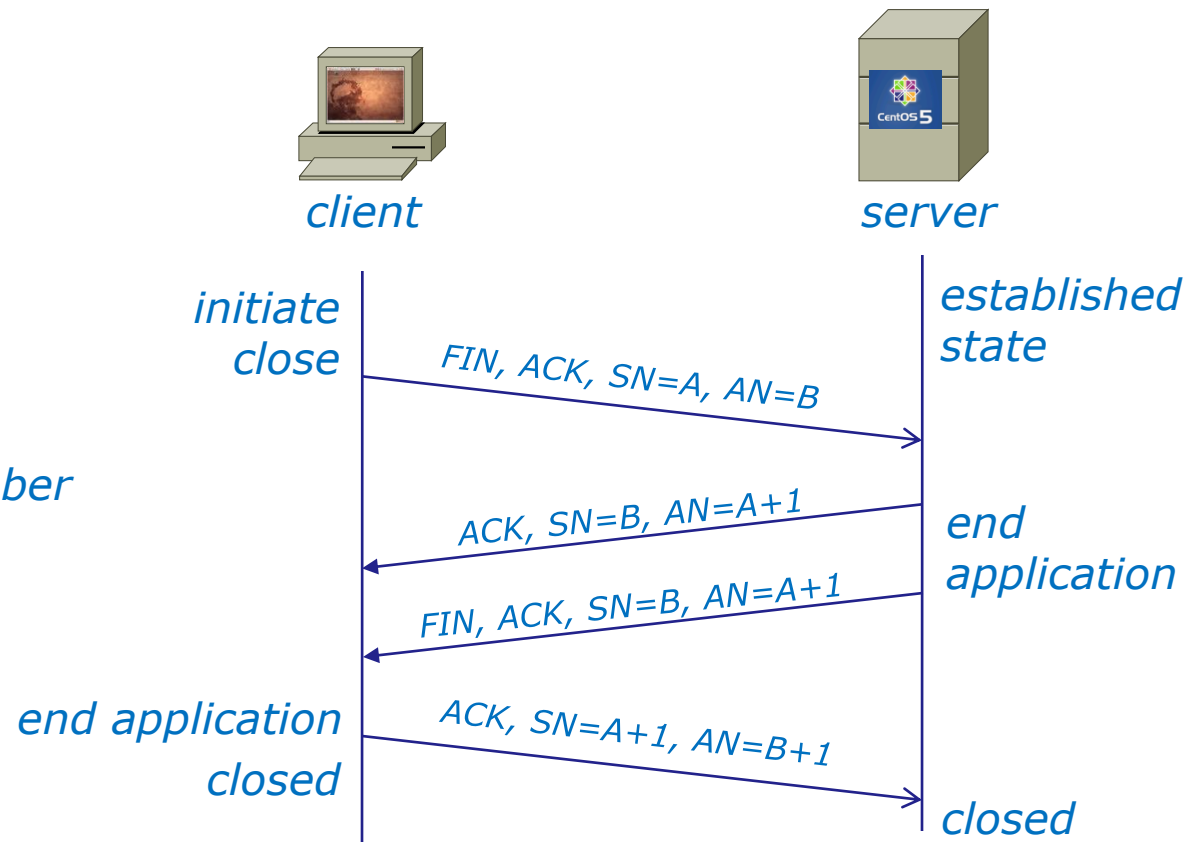 CentOS 5
client
server
initiate
close
established
state
FIN, ACK, SN=A, AN=B
ber
ACK, SN=B, AN=A+1
end
application
FIN, ACK, SN=B, AN=A+1
end application
closed
ACK, SN=A+1, AN=B+1
closed